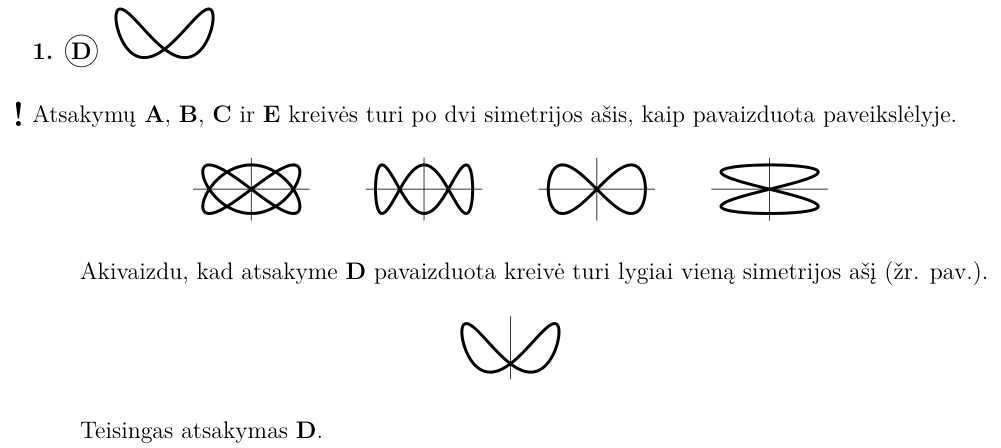 1. D
! Atsakymų A, B, C ir E kreivės turi po dvi simetrijos ašis, kaip pavaizduota paveikslėlyje.
Akivaizdu, kad atsakyme D pavaizduota kreivė turi lygiai vieną simetrijos ašį (žr. pav.).
Teisingas atsakymas D.